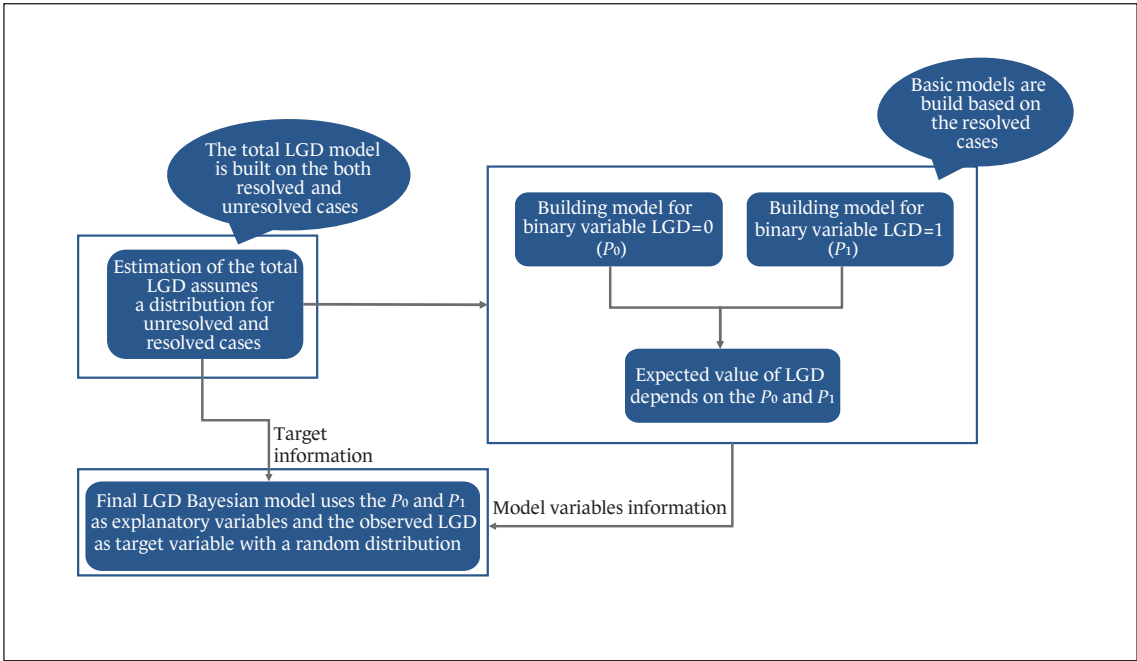 Basic models are
build based on
the resolved
cases
The total LGD model
is built on the both
resolved and
unresolved cases
Building model for
binary variable LGD=0
(P0)
Building model for
binary variable LGD=1
(P1)
Estimation of the total
LGD assumes
a distribution for
unresolved and
resolved cases
Expected value of LGD
depends on the P0 and P1
Target
information
Model variables information
Final LGD Bayesian model uses the P0 and P1
as explanatory variables and the observed LGD
as target variable with a random distribution